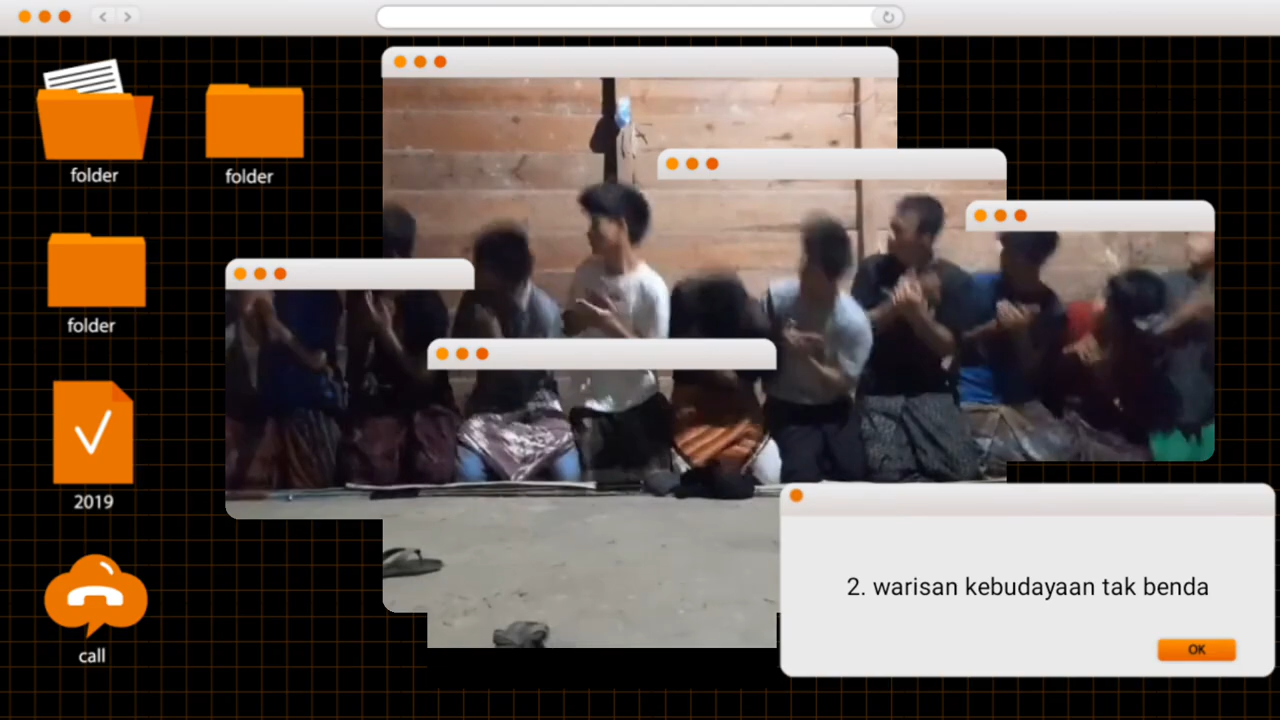 folder
folder
folder
2019
call
2. warisan kebudayaan tak benda
OK